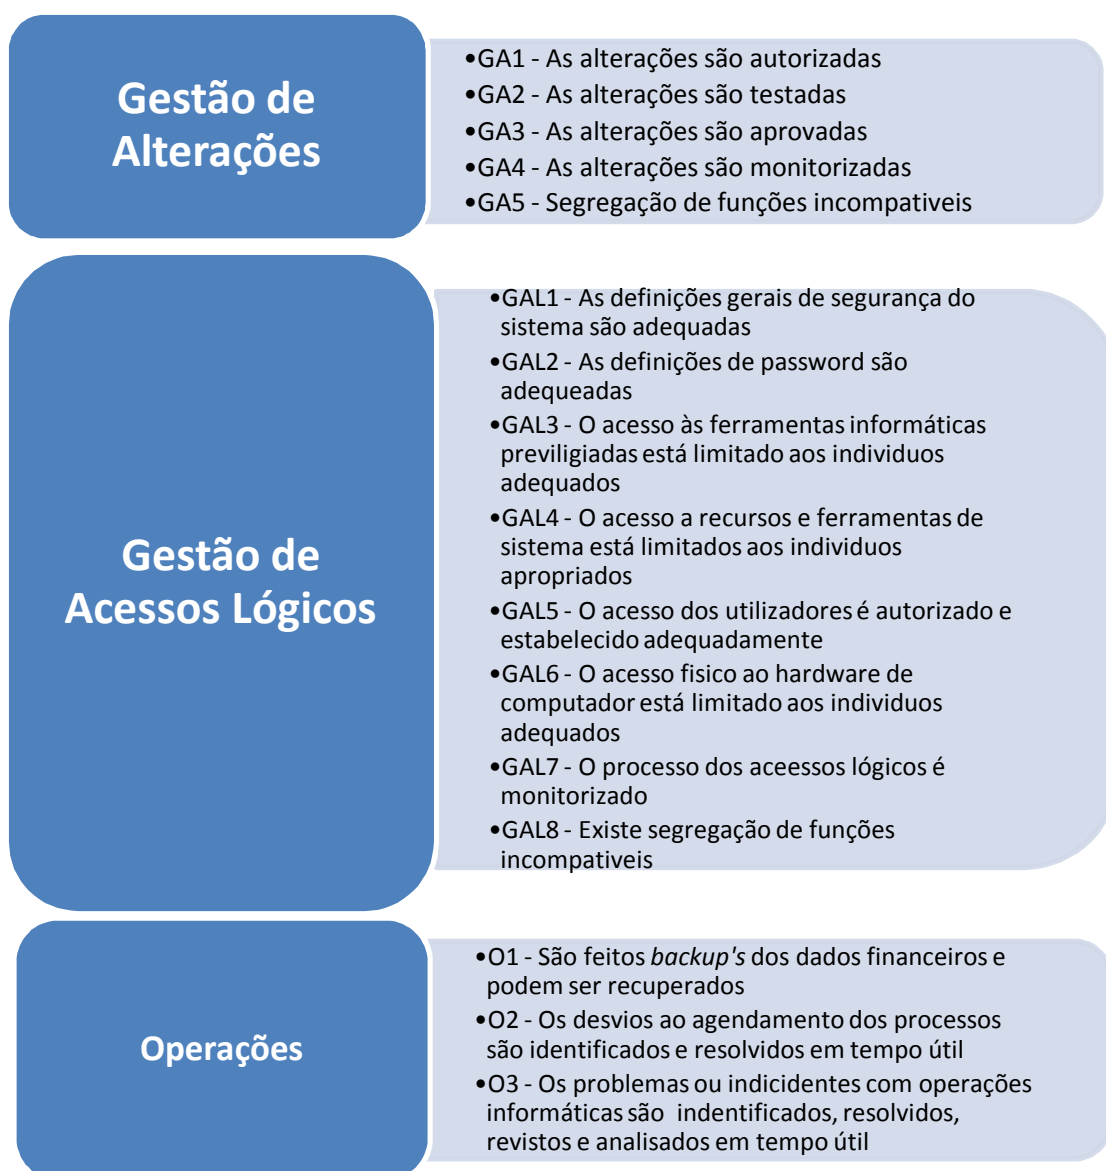 Gestão de
Alterações
•GA1 - As alterações são autorizadas
•GA2 - As alterações são testadas
•GA3 - As alterações são aprovadas
•GA4 - As alterações são monitorizadas
•GA5 - Segregação de funções incompativeis
Gestão de
Acessos Lógicos
•GAL1 - As definições gerais de segurança do
sistema são adequadas
•GAL2 - As definições de password são
adequeadas
•GAL3 - O acesso às ferramentas informáticas
previligiadas está limitado aos individuos
adequados
•GAL4 - O acesso a recursos e ferramentas de
sistema está limitados aos individuos
apropriados
•GAL5 - O acesso dos utilizadores é autorizado e
estabelecido adequadamente
•GAL6 - O acesso fisico ao hardware de
computador está limitado aos individuos
adequados
•GAL7 - O processo dos aceessos lógicos é
monitorizado
•GAL8 - Existe segregação de funções
incompativeis
Operações
•O1 - São feitos backup's dos dados financeiros e
podem ser recuperados
•O2 - Os desvios ao agendamento dos processos
são identificados e resolvidos em tempo útil
•O3 - Os problemas ou indicidentes com operações
informáticas são indentificados, resolvidos,
revistos e analisados em tempo útil